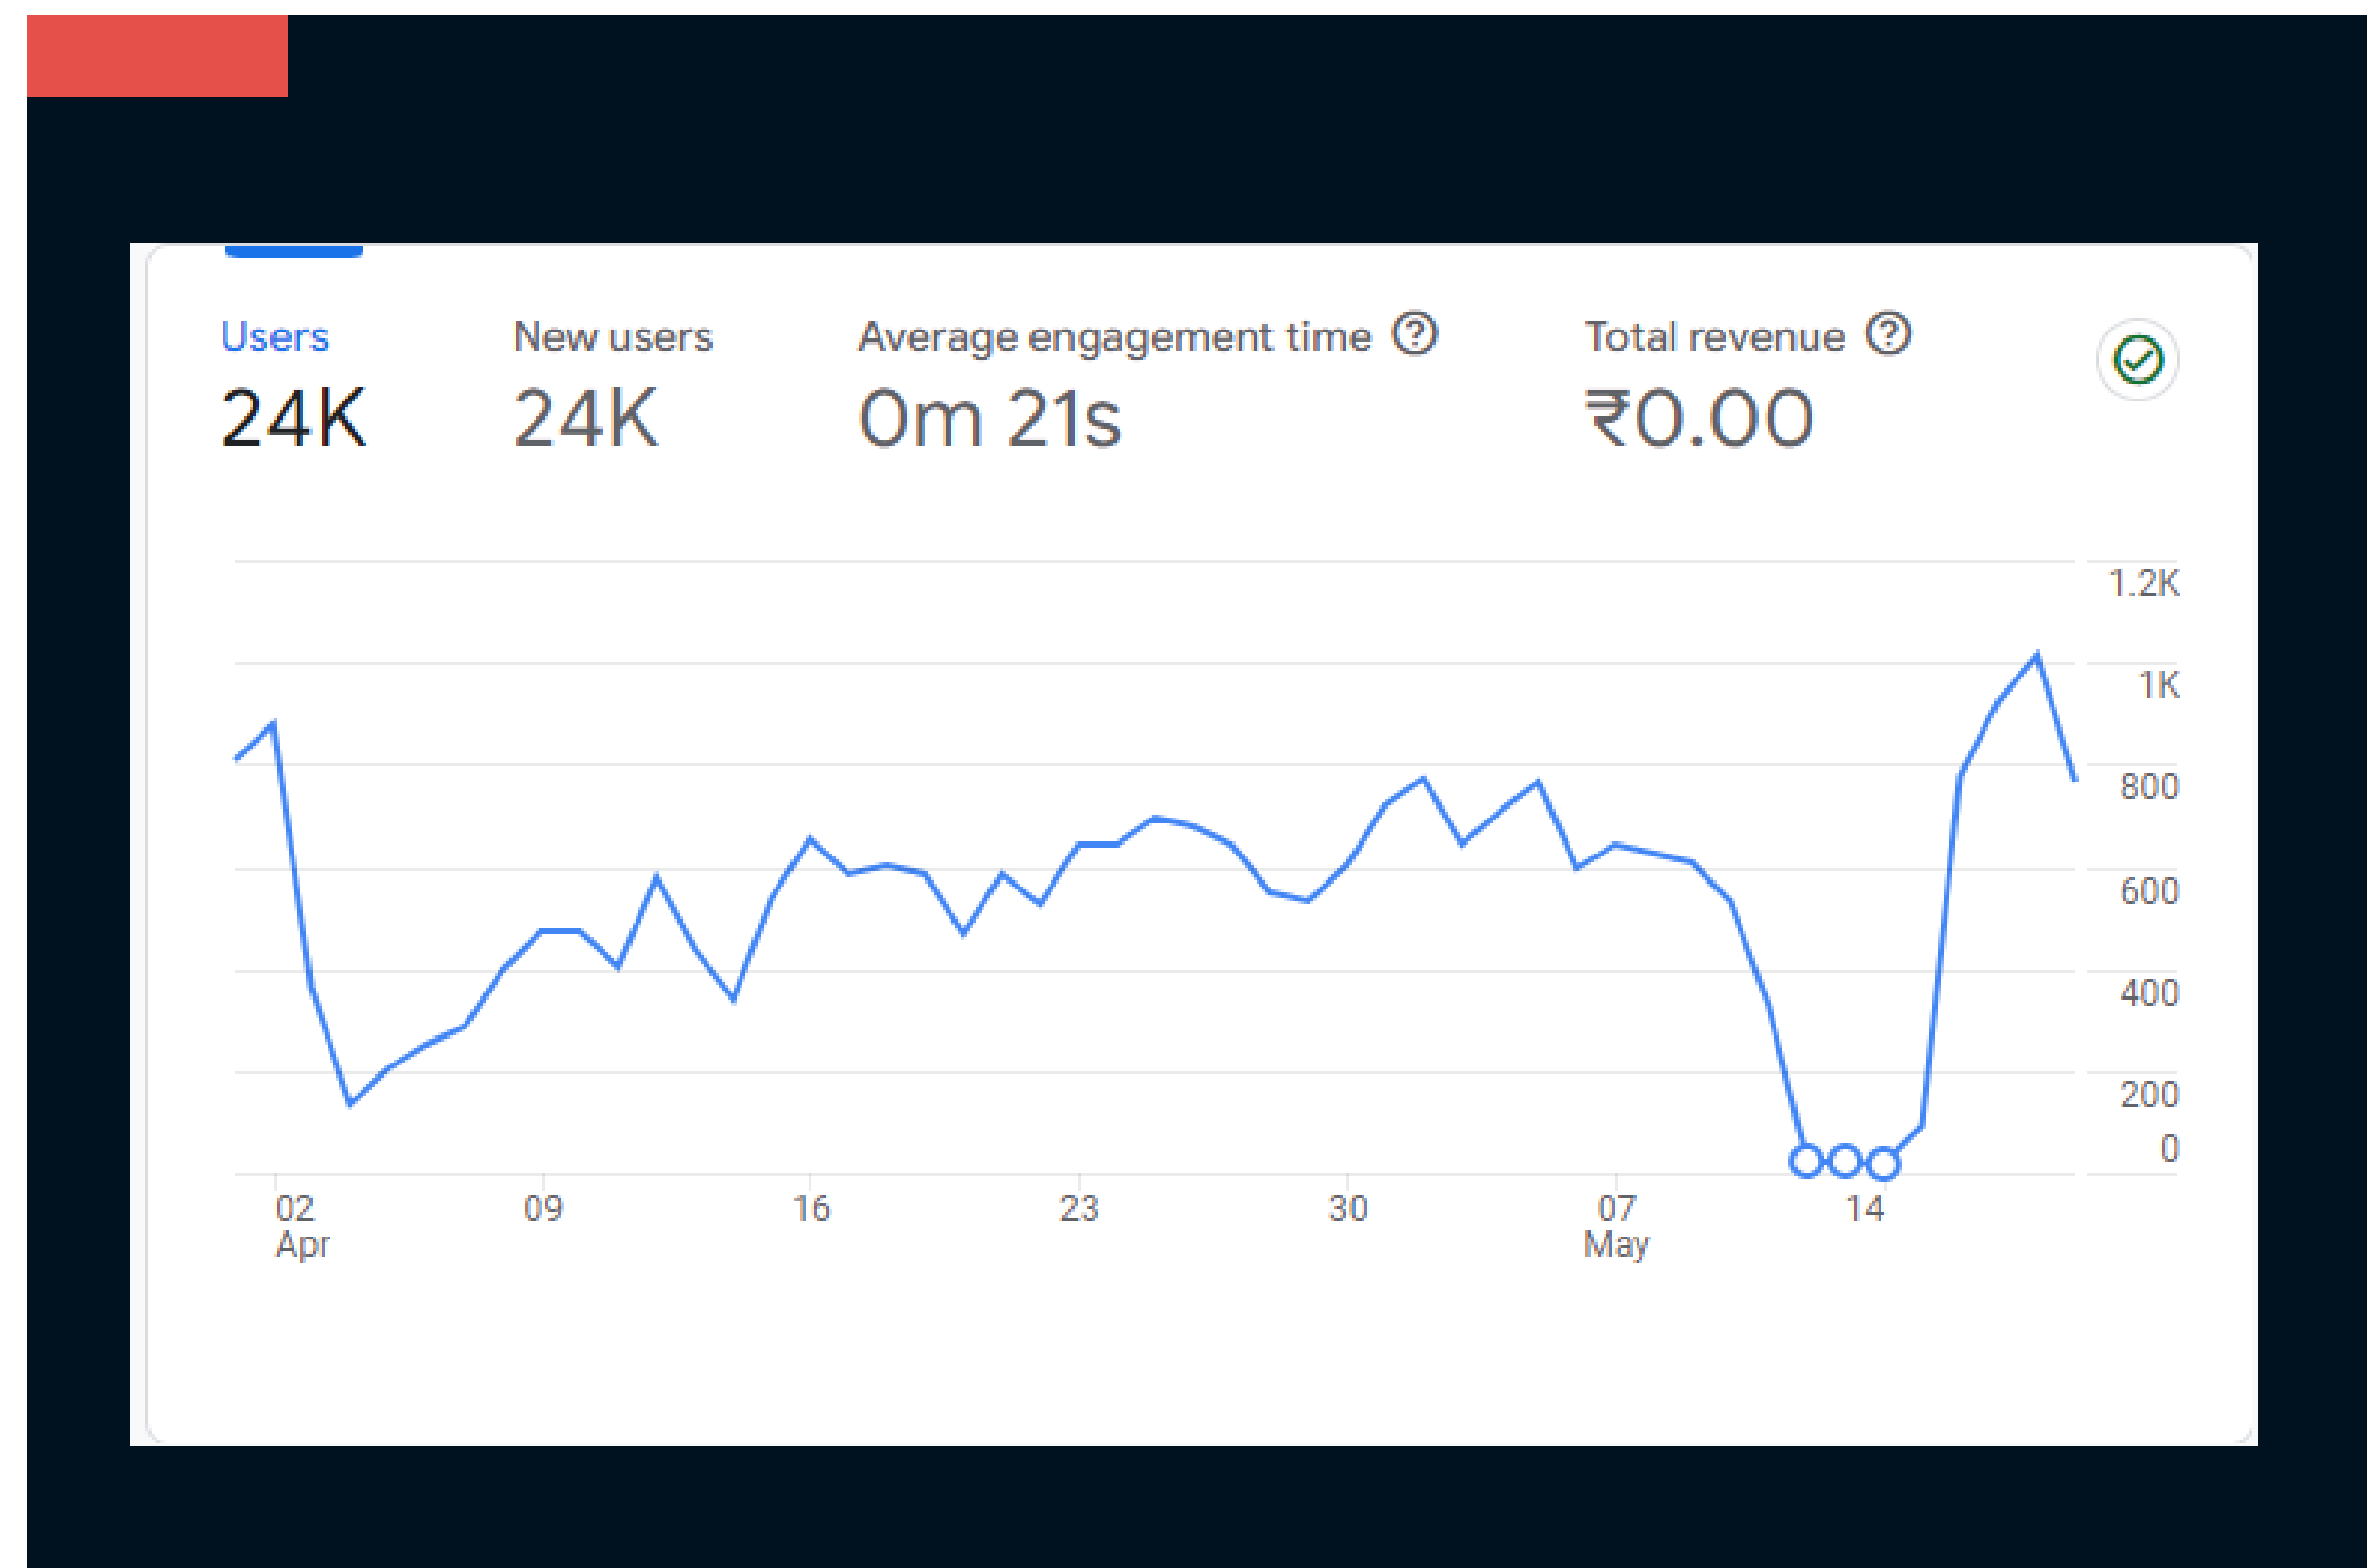 Users New users Average engagement time Total revenue
24K 24K 0m 21s ₹0.00
1.2K
1K
800
600
400
200
0
02 09 16 23 30 07 14
Apr May